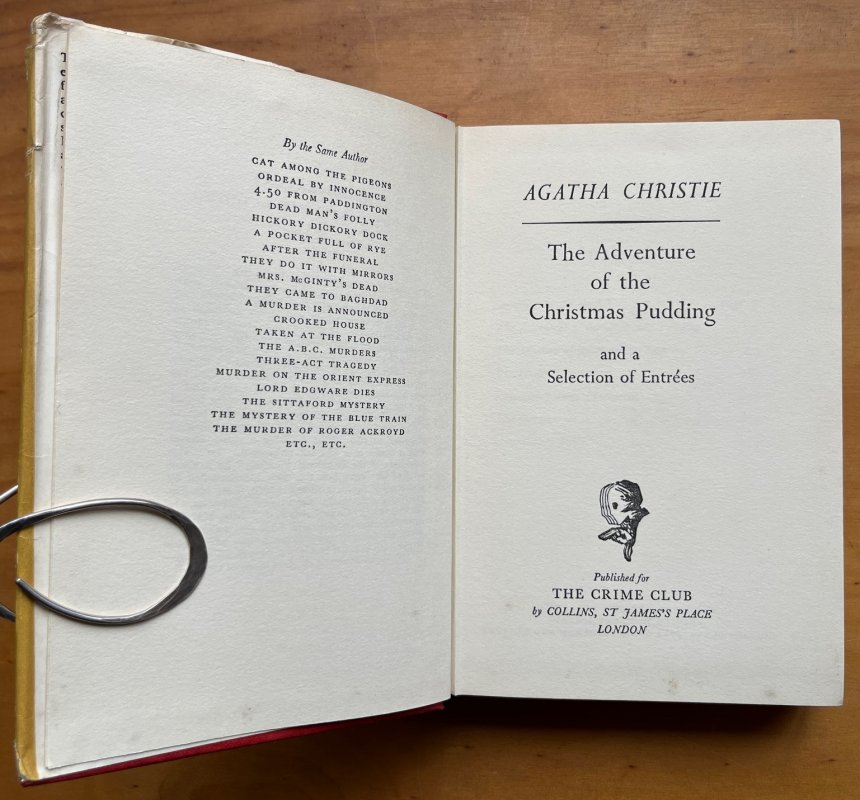 By the Same Author
CAT AMONG THE PIGEONS
ORDEAL BY INNOCENCE
4.50 FROM PADDINGTON
DEAD MAN'S FOLLY
HICKORY DICKORY DOCK
A POCKET FULL OF RYE
AFTER THE FUNERAL
THEY DO IT WITH MIRRORS
MRS. McGINTY'S DEAD
THEY CAME TO BAGHDAD
A MURDER IS ANNOUNCED
CROOKED HOUSE
TAKEN AT THE FLOOD
THE A.B.C. MURDERS
THREE-ACT TRAGEDY
MURDER ON THE ORIENT EXPRESS
LORD EDGWARE DIES
THE SITTAFORD MYSTERY
THE MYSTERY OF THE BLUE TRAIN
THE MURDER OF ROGER ACKROYD
ETC., ETC.
AGATHA CHRISTIE
The Adventure
of the
Christmas Pudding
and a
Selection of Entrées
Published for
THE CRIME CLUB
by COLLINS, ST JAMES'S PLACE
LONDON